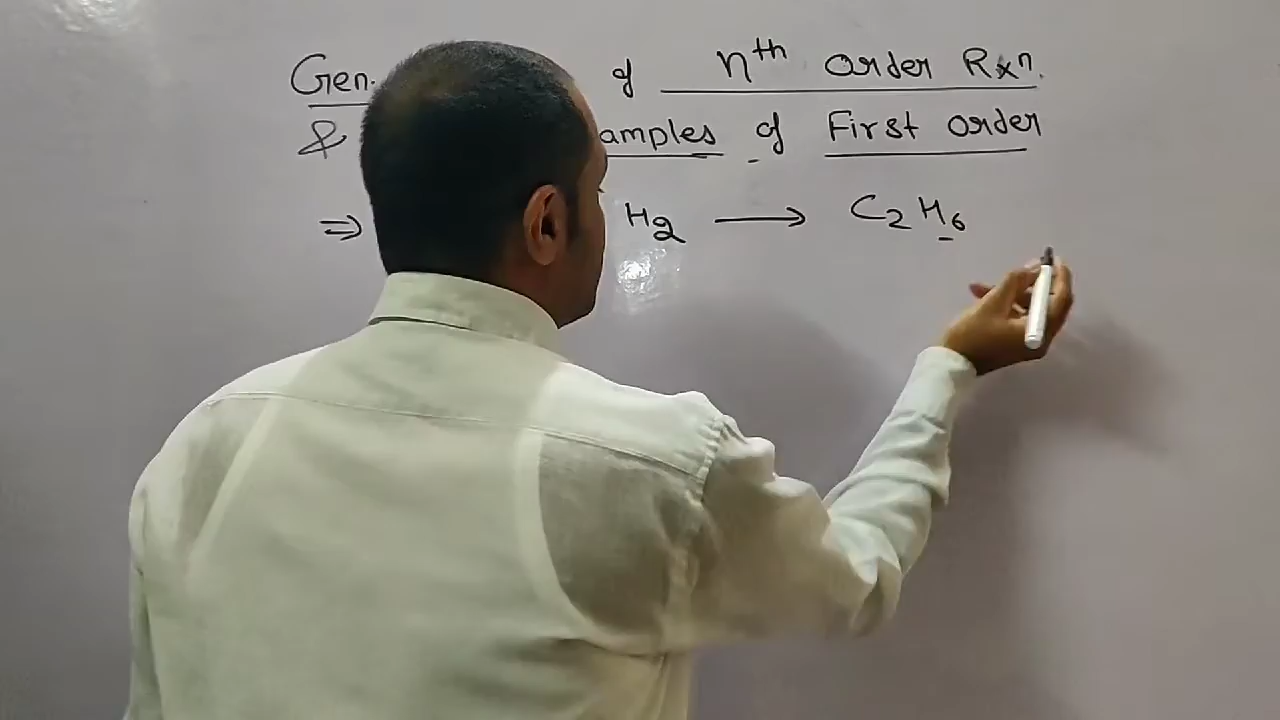 Gen. of nth order Rxn.
& amples of First order
⇒ H2 ⟶ C2H6